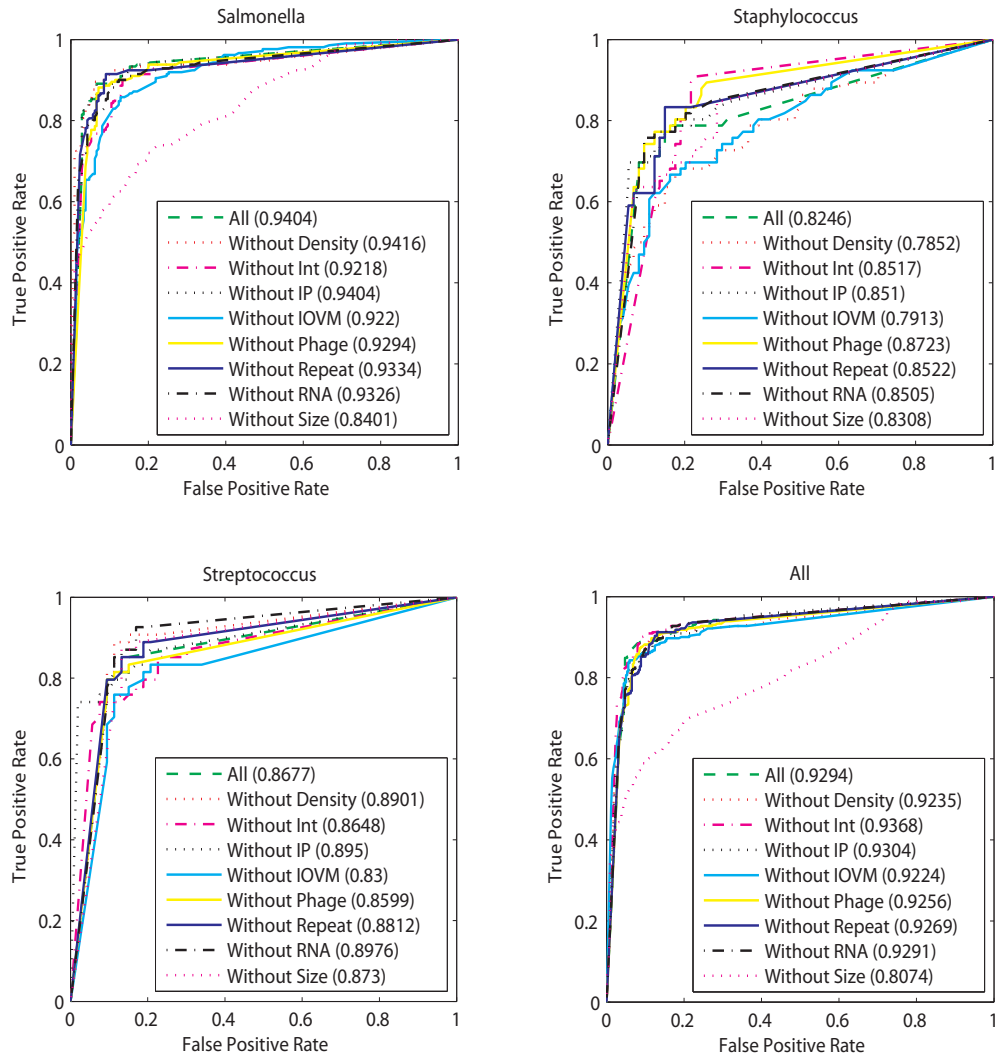 Salmonella
1
0.8
0.6
0.4
0.2
0
True Positive Rate
All (0.9404)
Without Density (0.9416)
Without Int (0.9218)
Without IP (0.9404)
Without IOVM (0.922)
Without Phage (0.9294)
Without Repeat (0.9334)
Without RNA (0.9326)
Without Size (0.8401)
0 0.2 0.4 0.6 0.8 1
False Positive Rate
Staphylococcus
1
0.8
0.6
0.4
0.2
0
True Positive Rate
All (0.8246)
Without Density (0.7852)
Without Int (0.8517)
Without IP (0.851)
Without IOVM (0.7913)
Without Phage (0.8723)
Without Repeat (0.8522)
Without RNA (0.8505)
Without Size (0.8308)
0 0.2 0.4 0.6 0.8 1
False Positive Rate
Streptococcus
1
0.8
0.6
0.4
0.2
0
True Positive Rate
All (0.8677)
Without Density (0.8901)
Without Int (0.8648)
Without IP (0.895)
Without IOVM (0.83)
Without Phage (0.8599)
Without Repeat (0.8812)
Without RNA (0.8976)
Without Size (0.873)
0 0.2 0.4 0.6 0.8 1
False Positive Rate
All
1
0.8
0.6
0.4
0.2
0
True Positive Rate
All (0.9294)
Without Density (0.9235)
Without Int (0.9368)
Without IP (0.9304)
Without IOVM (0.9224)
Without Phage (0.9256)
Without Repeat (0.9269)
Without RNA (0.9291)
Without Size (0.8074)
0 0.2 0.4 0.6 0.8 1
False Positive Rate